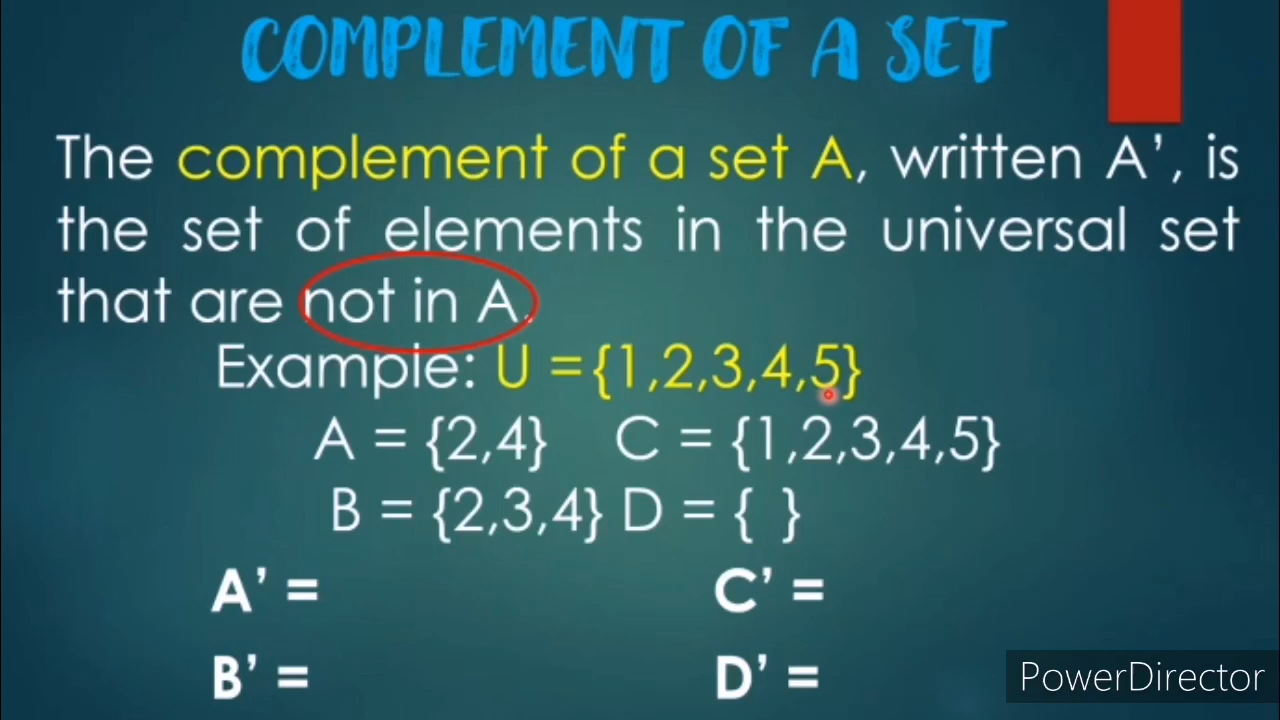 COMPLEMENT OF A SET
The complement of a set A, written A’, is
the set of elements in the universal set
that are not in A.
Example: U ={1,2,3,4,5}
A = {2,4} C = {1,2,3,4,5}
B = {2,3,4} D = { }
A’ = C’ =
B’ = D’ =
PowerDirector